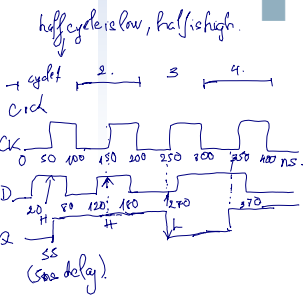 half cycle is low, half is high.
cycle 1 2. 3 4.
CK
0 50 100 150 200 250 300 350 400 ns.
D
20 80 120 180 270 370
H H L
Q
55
(5ns delay).